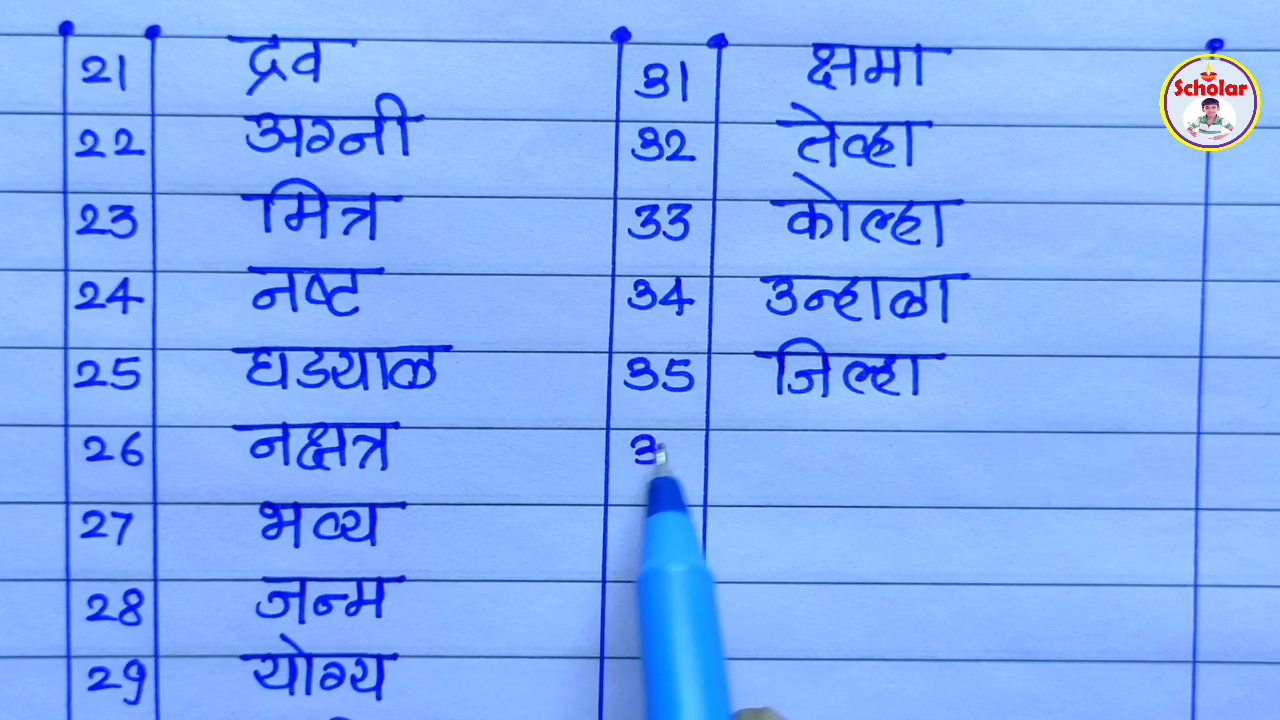 21 द्रव
22 अग्नी
23 मित्र
24 नष्ट
25 घड्याळ
26 नक्षत्र
27 भव्य
28 जन्म
29 योग्य
31 क्षमा
32 तेव्हा
33 कोल्हा
34 उन्हाळा
35 जिल्हा
3
Scholar